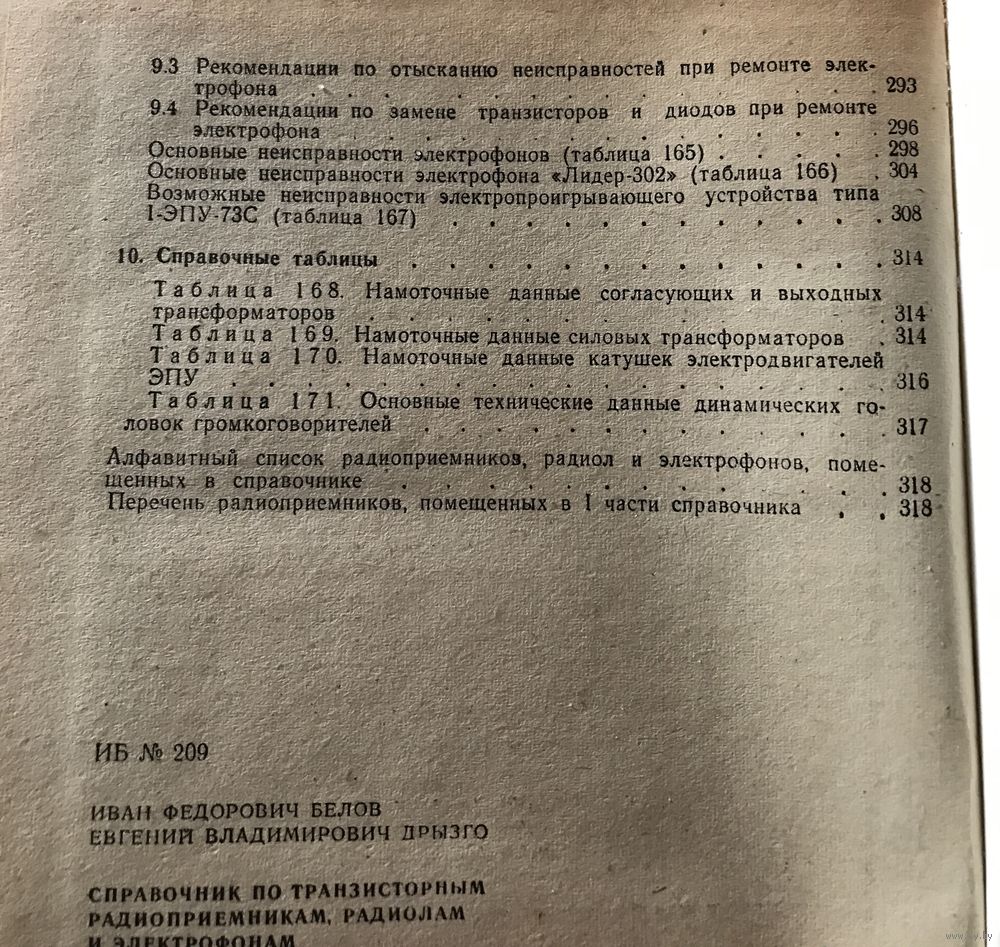 9.3 Рекомендации по отысканию неисправностей при ремонте элек-
трофона . . . . . . . . . . . . . . . 293
9.4 Рекомендации по замене транзисторов и диодов при ремонте
электрофона . . . . . . . . . . . . . . 296
Основные неисправности электрофонов (таблица 165) . . . . . 298
Основные неисправности электрофона «Лидер-302» (таблица 166) . 304
Возможные неисправности электропроигрывающего устройства типа
I-ЭПУ-73С (таблица 167) . . . . . . . . . . . . 308
10. Справочные таблицы . . . . . . . . . . . . . 314
Таблица 168. Намоточные данные согласующих и выходных
трансформаторов . . . . . . . . . . . . . 314
Таблица 169. Намоточные данные силовых трансформаторов . 314
Таблица 170. Намоточные данные катушек электродвигателей
ЭПУ . . . . . . . . . . . . . . . . . 316
Таблица 171. Основные технические данные динамических го-
ловок громкоговорителей . . . . . . . . . . . . 317
Алфавитный список радиоприемников, радиол и электрофонов, поме-
щенных в справочнике . . . . . . . . . . . . . 318
Перечень радиоприемников, помещенных в I части справочника . . 318
ИБ № 209
ИВАН ФЕДОРОВИЧ БЕЛОВ
ЕВГЕНИЙ ВЛАДИМИРОВИЧ ДРЫЗГО
СПРАВОЧНИК ПО ТРАНЗИСТОРНЫМ
РАДИОПРИЕМНИКАМ, РАДИОЛАМ
И ЭЛЕКТРОФОНАМ